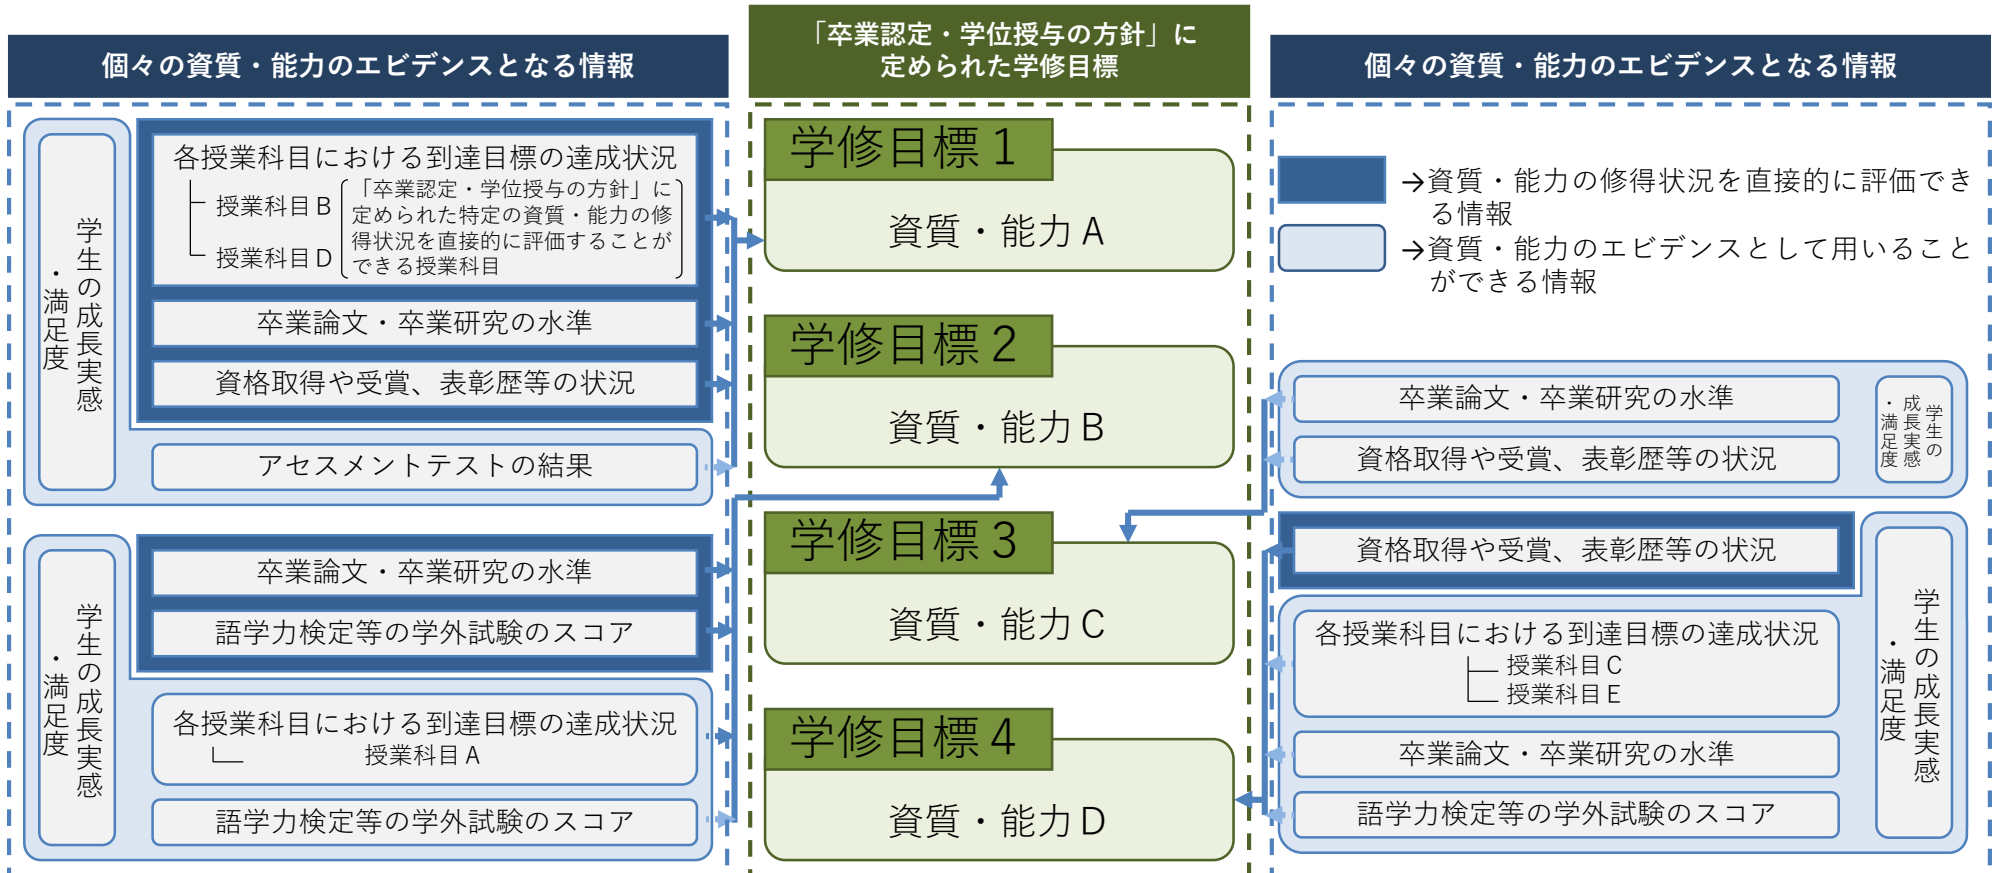 個々の資質・能力のエビデンスとなる情報
学生の成長実感
・満足度
各授業科目における到達目標の達成状況
授業科目B
授業科目D
「卒業認定・学位授与の方針」に
定められた特定の資質・能力の修
得状況を直接的に評価することが
できる授業科目
卒業論文・卒業研究の水準
資格取得や受賞、表彰歴等の状況
アセスメントテストの結果
学生の成長実感
・満足度
卒業論文・卒業研究の水準
語学力検定等の学外試験のスコア
各授業科目における到達目標の達成状況
授業科目A
語学力検定等の学外試験のスコア
「卒業認定・学位授与の方針」に
定められた学修目標
学修目標1
資質・能力A
学修目標2
資質・能力B
学修目標3
資質・能力C
学修目標4
資質・能力D
個々の資質・能力のエビデンスとなる情報
→資質・能力の修得状況を直接的に評価でき
る情報
→資質・能力のエビデンスとして用いること
ができる情報
卒業論文・卒業研究の水準
資格取得や受賞、表彰歴等の状況
学生の
成長実感
・満足度
資格取得や受賞、表彰歴等の状況
各授業科目における到達目標の達成状況
授業科目C
授業科目E
卒業論文・卒業研究の水準
語学力検定等の学外試験のスコア
学生の成長実感
・満足度